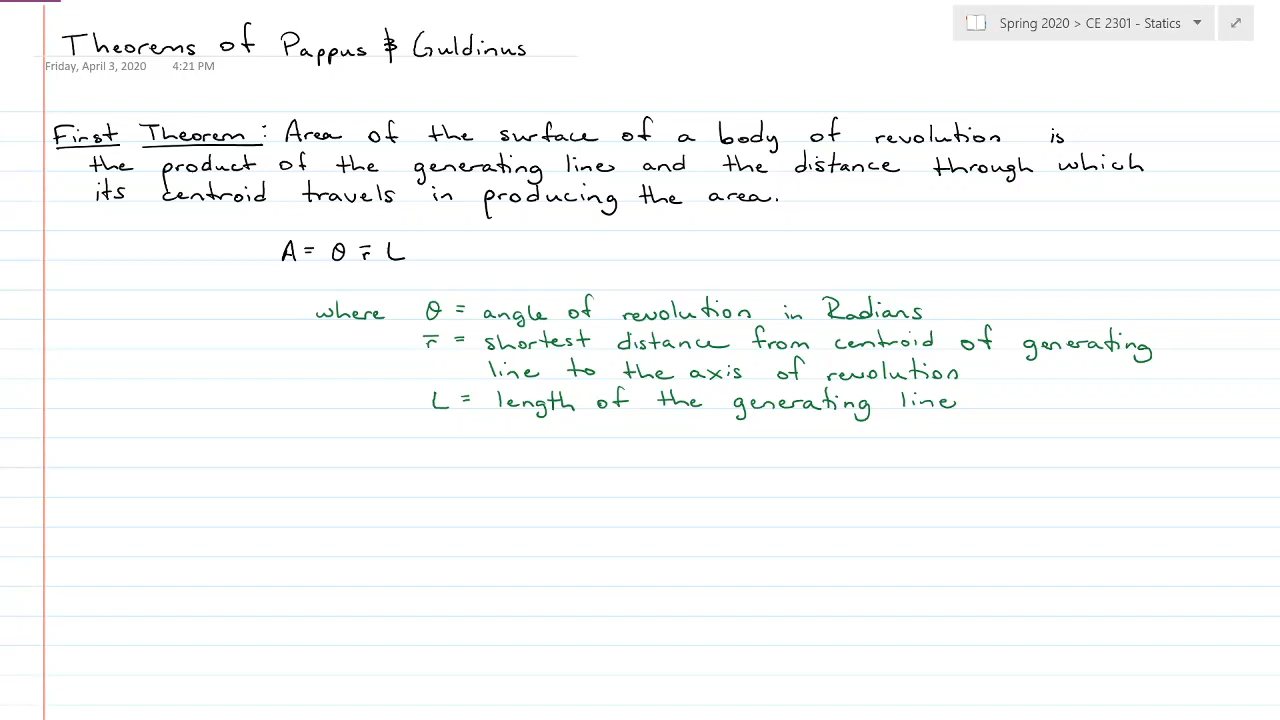 Spring 2020 > CE 2301 - Statics
Theorems of Pappus & Guldinus
Friday, April 3, 2020 4:21 PM
First Theorem: Area of the surface of a body of revolution is
the product of the generating line and the distance through which
its centroid travels in producing the area.
A = θ r̄ L
where θ = angle of revolution in Radians
r̄ = shortest distance from centroid of generating
line to the axis of revolution
L = length of the generating line